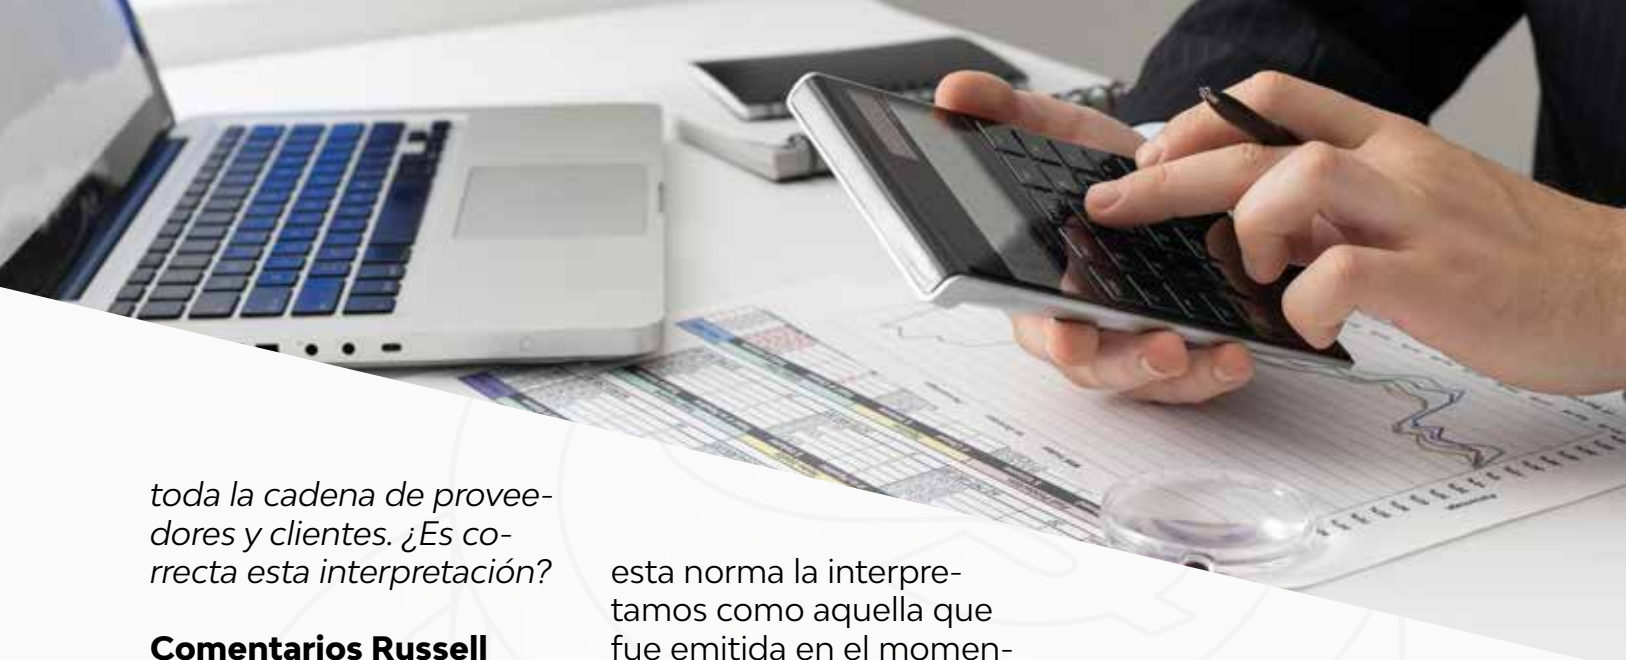 toda la cadena de provee-
dores y clientes. ¿Es co-
rrecta esta interpretación?
Comentarios Russell
esta norma la interpre-
tamos como aquella que
fue emitida en el momen-